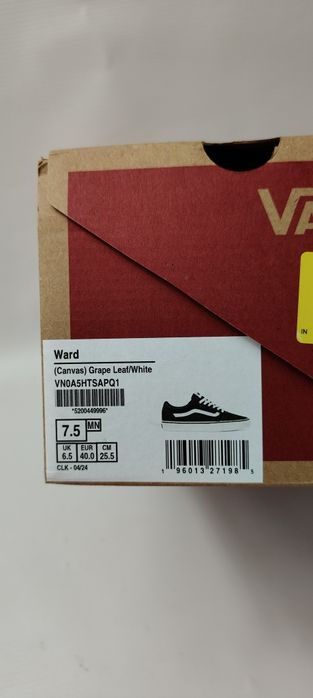 VA
IN
Ward
(Canvas) Grape Leaf/White
VN0A5HTSAPQ1
*5200449996*
7.5 MN
UK EUR CM
6.5 40.0 25.5
CLK - 04/24
1 96013 27198 5